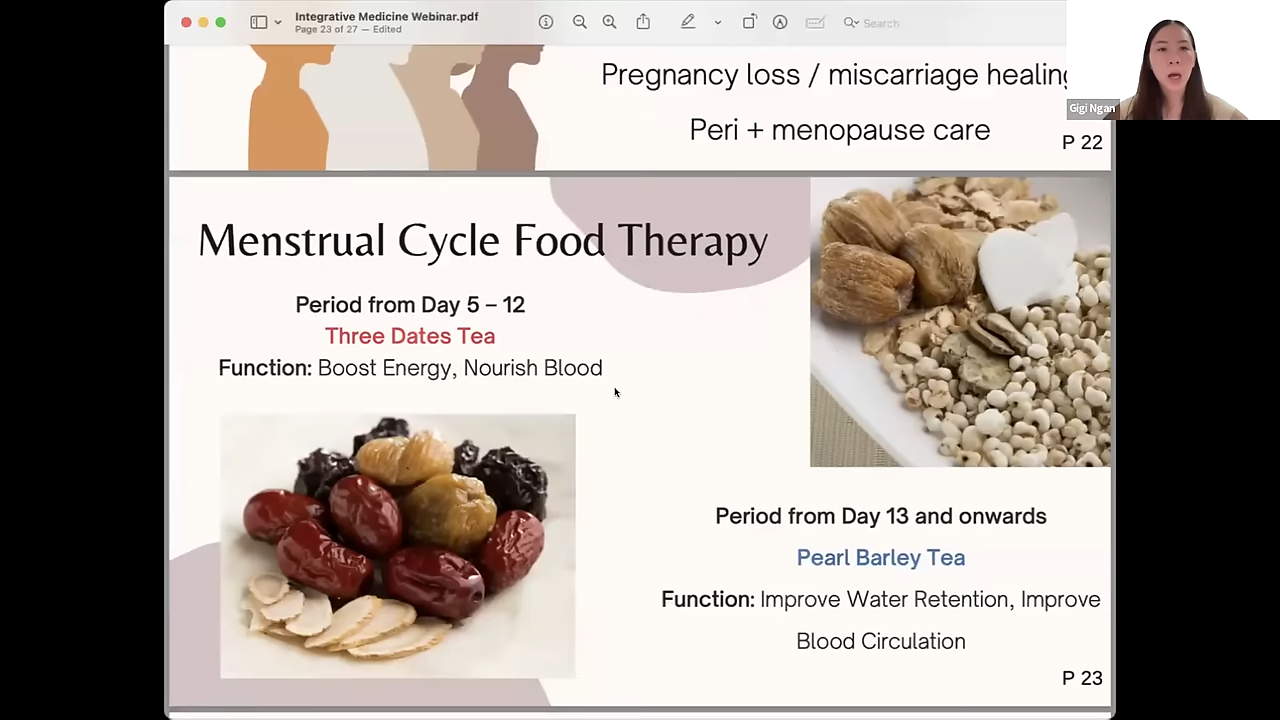 Integrative Medicine Webinar.pdf
Page 23 of 27 — Edited
Search
Gigi Ngan
Pregnancy loss / miscarriage healing
Peri + menopause care
P 22
Menstrual Cycle Food Therapy
Period from Day 5 – 12
Three Dates Tea
Function: Boost Energy, Nourish Blood
Period from Day 13 and onwards
Pearl Barley Tea
Function: Improve Water Retention, Improve
Blood Circulation
P 23